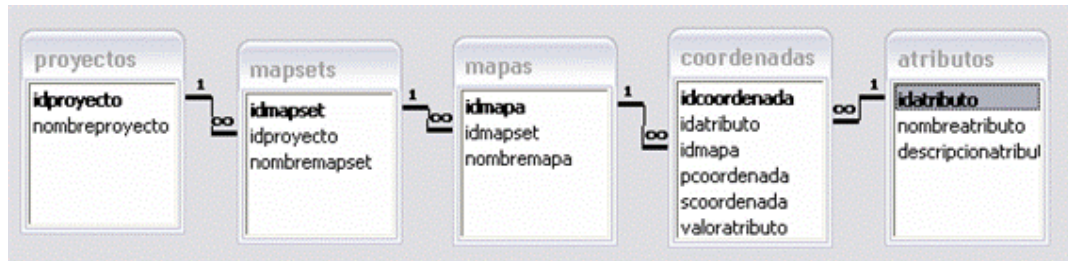 proyectos
idproyecto
nombreproyecto
1
∞
mapsets
idmapset
idproyecto
nombremapset
1
∞
mapas
idmapa
idmapset
nombremapa
1
∞
coordenadas
idcoordenada
idatributo
idmapa
pcoordenada
scoordenada
valoratributo
∞
1
atributos
idatributo
nombreatributo
descripcionatribut